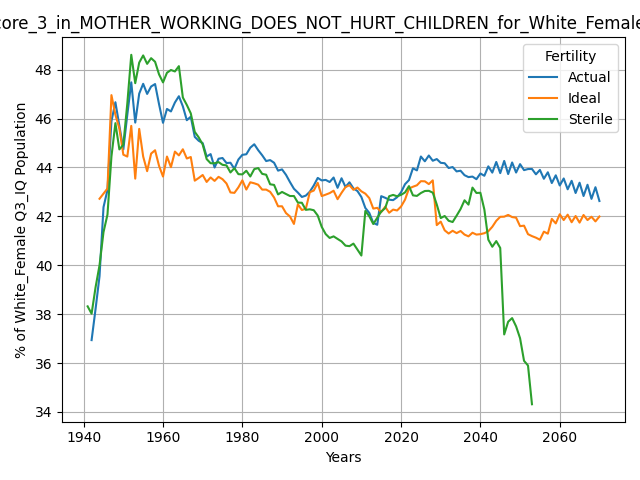 core_3_in_MOTHER_WORKING_DOES_NOT_HURT_CHILDREN_for_White_Female
Fertility
Actual
Ideal
Sterile
% of White_Female Q3_IQ Population
48
46
44
42
40
38
36
34
1940
1960
1980
2000
2020
2040
2060
Years